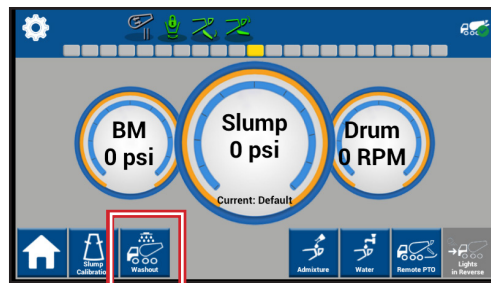 BM
0 psi
Slump
0 psi
Current: Default
Drum
0 RPM
Slump
Calibration
Washout
Admixture
Water
Remote PTO
Lights
in Reverse